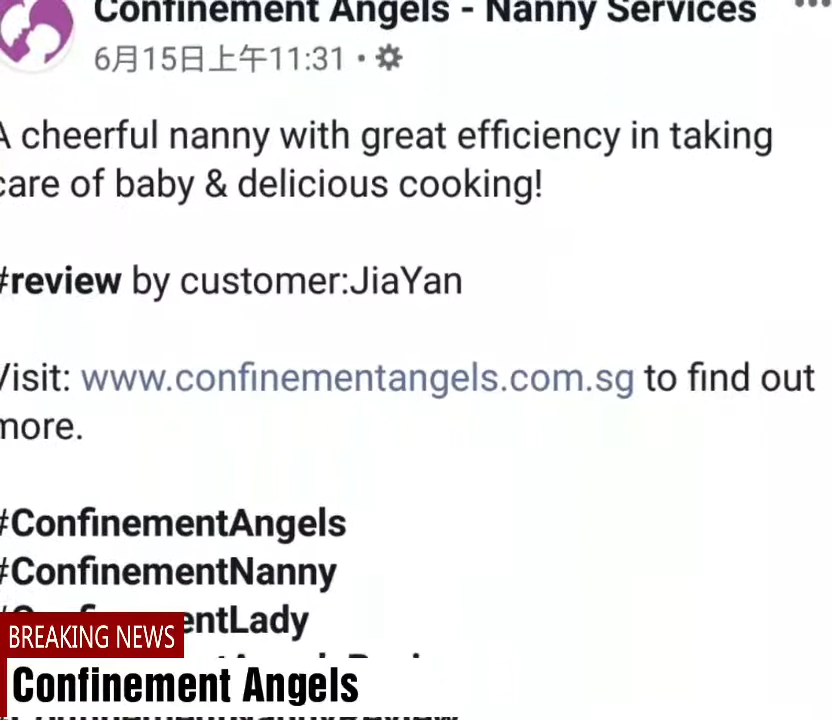 Confinement Angels - Nanny Services
6月15日上午11:31 ·
A cheerful nanny with great efficiency in taking
care of baby & delicious cooking!
#review by customer:JiaYan
Visit: www.confinementangels.com.sg to find out
more.
#ConfinementAngels
#ConfinementNanny
BREAKING NEWS
Confinement Angels